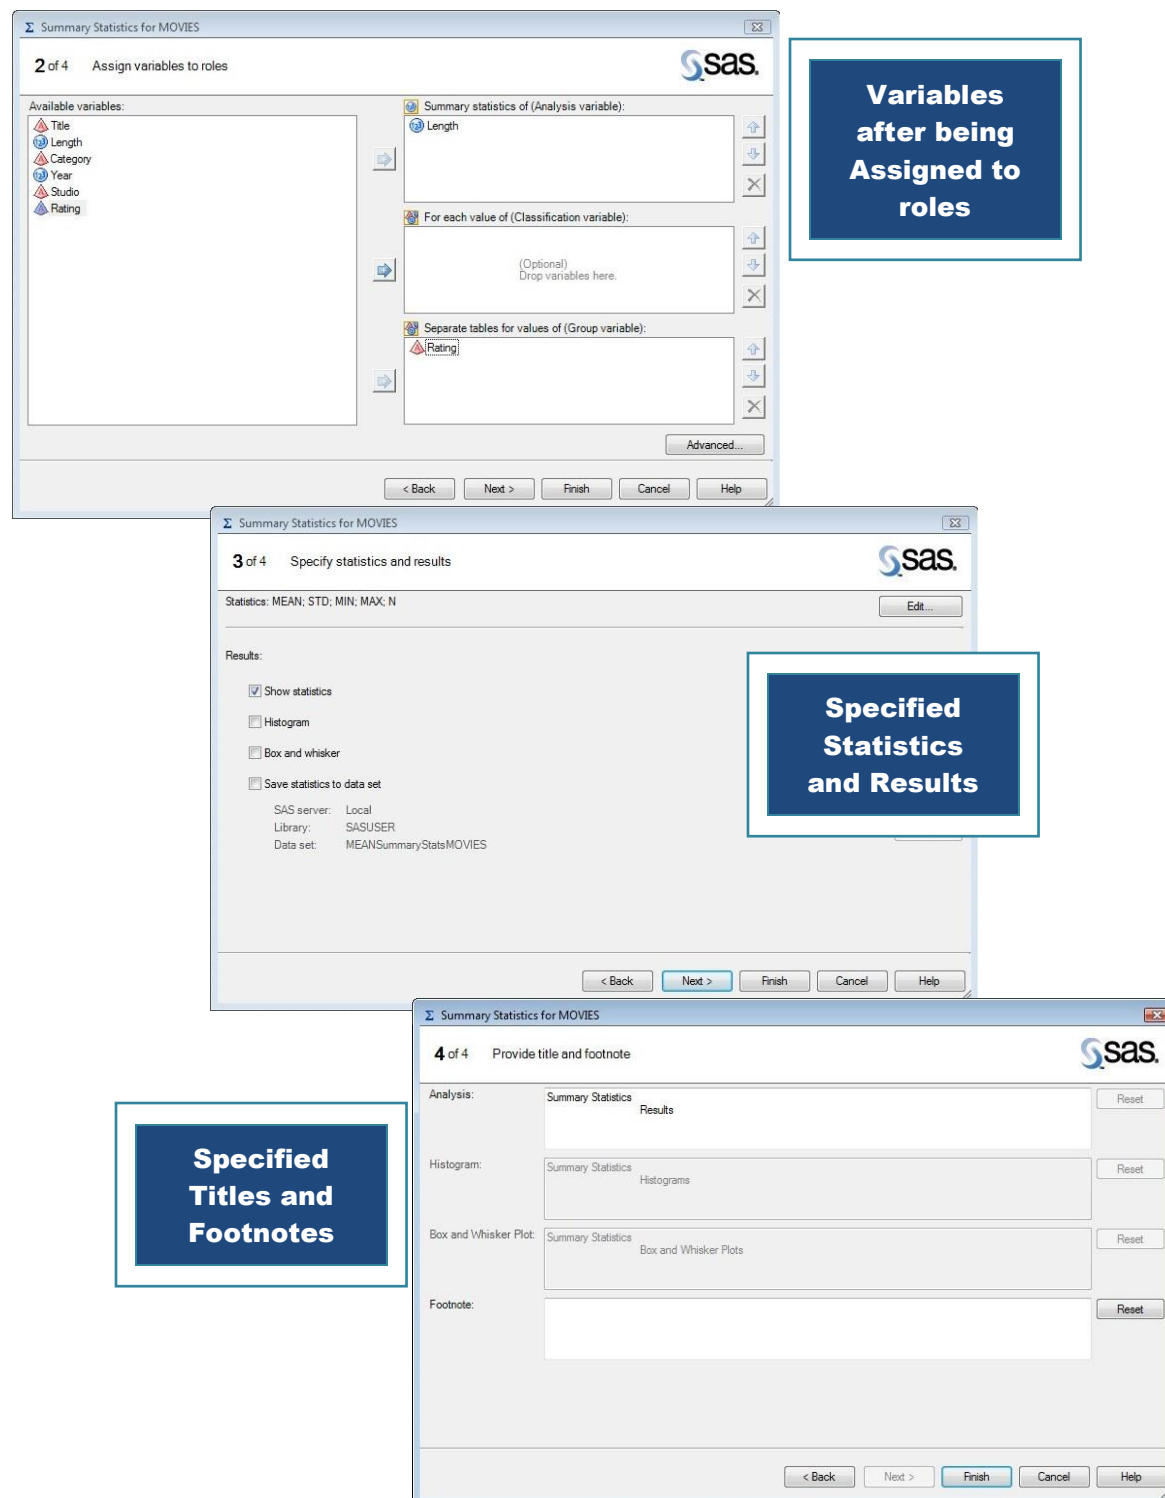 Σ Summary Statistics for MOVIES
2 of 4 Assign variables to roles
sas.
Available variables:
Title
Length
Category
Year
Studio
Rating
Summary statistics of (Analysis variable):
Length
For each value of (Classification variable):
(Optional)
Drop variables here.
Separate tables for values of (Group variable):
Rating
Advanced...
< Back Next > Finish Cancel Help
Variables
after being
Assigned to
roles
Σ Summary Statistics for MOVIES
3 of 4 Specify statistics and results
sas.
Statistics: MEAN; STD; MIN; MAX; N
Edit...
Results:
Show statistics
Histogram
Box and whisker
Save statistics to data set
SAS server: Local
Library: SASUSER
Data set: MEANSummaryStatsMOVIES
< Back Next > Finish Cancel Help
Specified
Statistics
and Results
Σ Summary Statistics for MOVIES
4 of 4 Provide title and footnote
sas.
Analysis: Summary Statistics
Results
Reset
Histogram: Summary Statistics
Histograms
Reset
Box and Whisker Plot: Summary Statistics
Box and Whisker Plots
Reset
Footnote:
Reset
< Back Next > Finish Cancel Help
Specified
Titles and
Footnotes